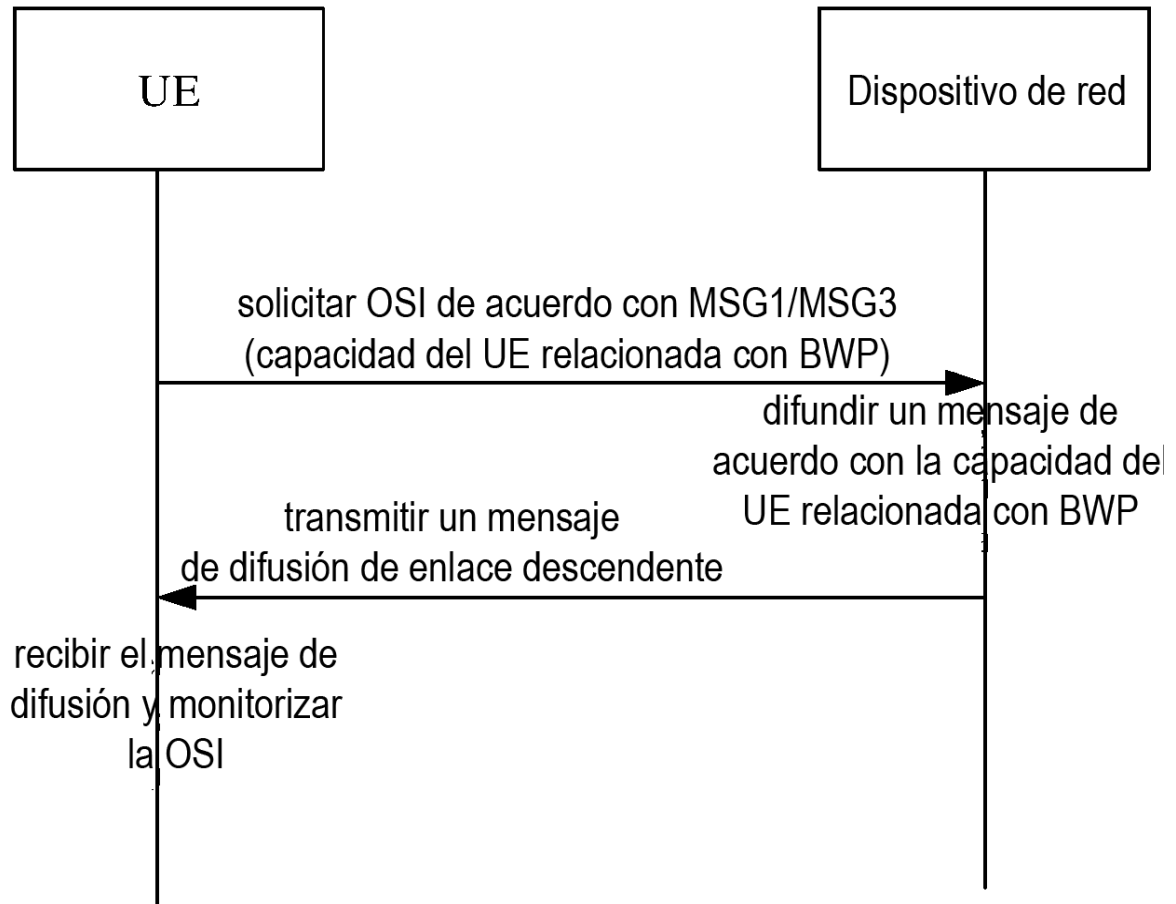 UE
Dispositivo de red
solicitar OSI de acuerdo con MSG1/MSG3
(capacidad del UE relacionada con BWP)
difundir un mensaje de
acuerdo con la capacidad del
UE relacionada con BWP
transmitir un mensaje
de difusión de enlace descendente
recibir el mensaje de
difusión y monitorizar
la OSI